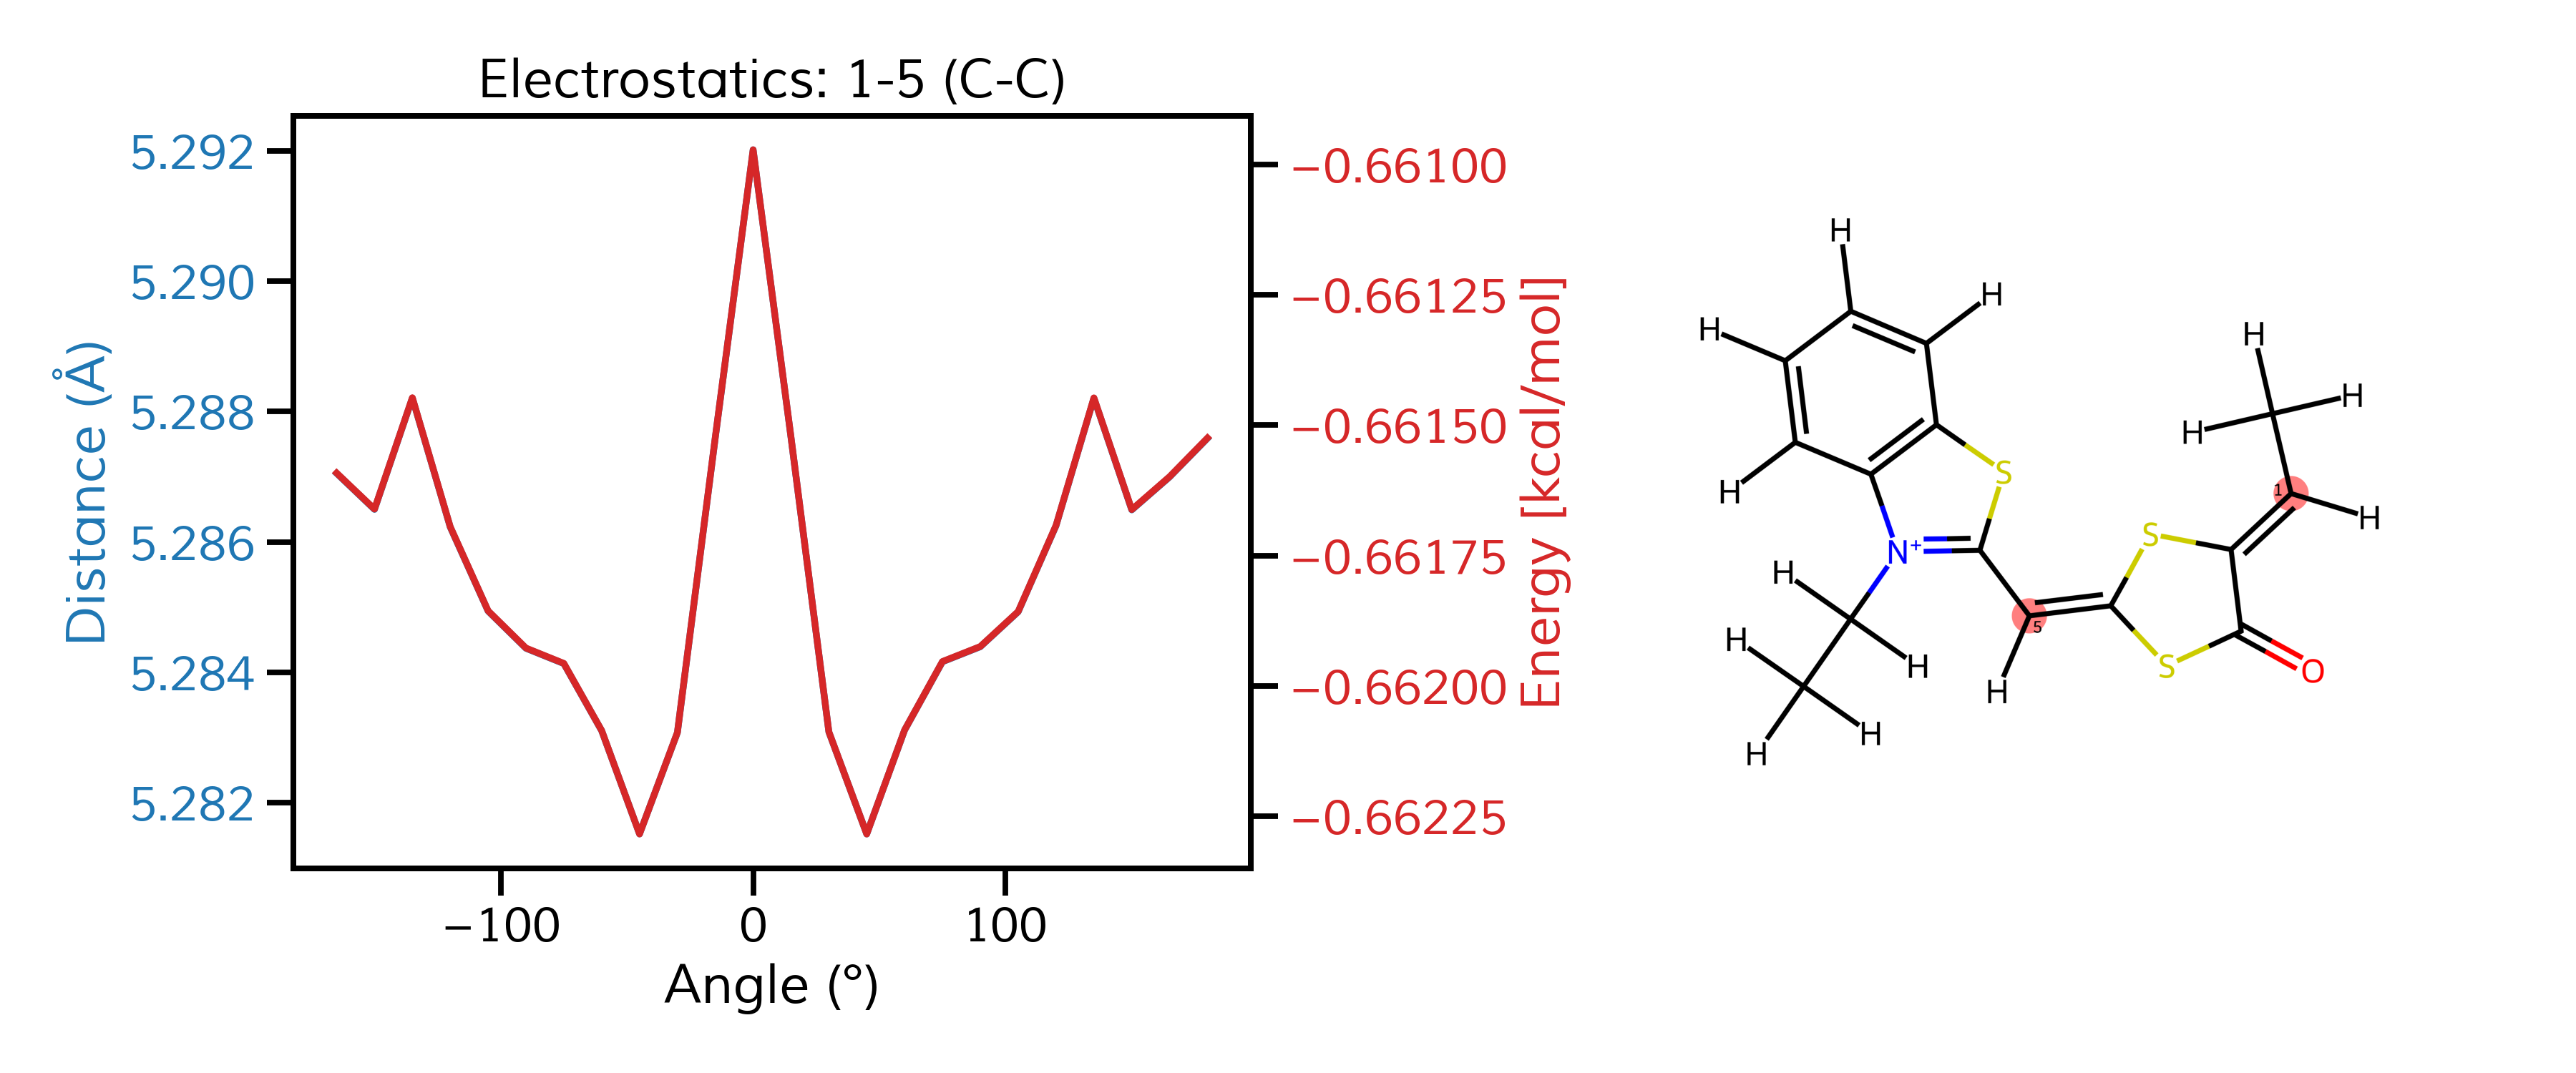 Electrostatics: 1-5 (C-C)
5.292
5.290
5.288
5.286
5.284
5.282
Distance (Å)
−0.66100
−0.66125
−0.66150
−0.66175
−0.66200
−0.66225
Energy [kcal/mol]
−100
0
100
Angle (°)
H
H
H
H
H
H
H
S
H
1
H
S
N+
H
5
H
H
S
O
H
H
H